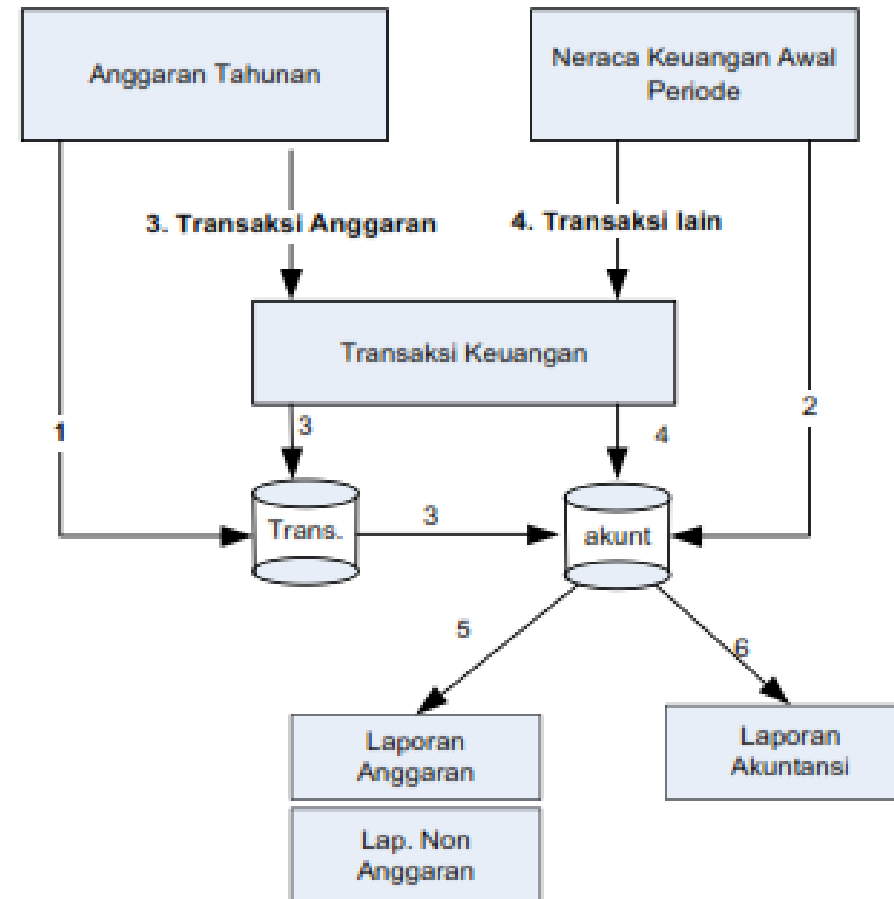 Anggaran Tahunan
Neraca Keuangan Awal
Periode
3. Transaksi Anggaran
4. Transaksi lain
Transaksi Keuangan
1
3
4
2
Trans.
3
akunt
5
6
Laporan
Anggaran
Laporan
Akuntansi
Lap. Non
Anggaran